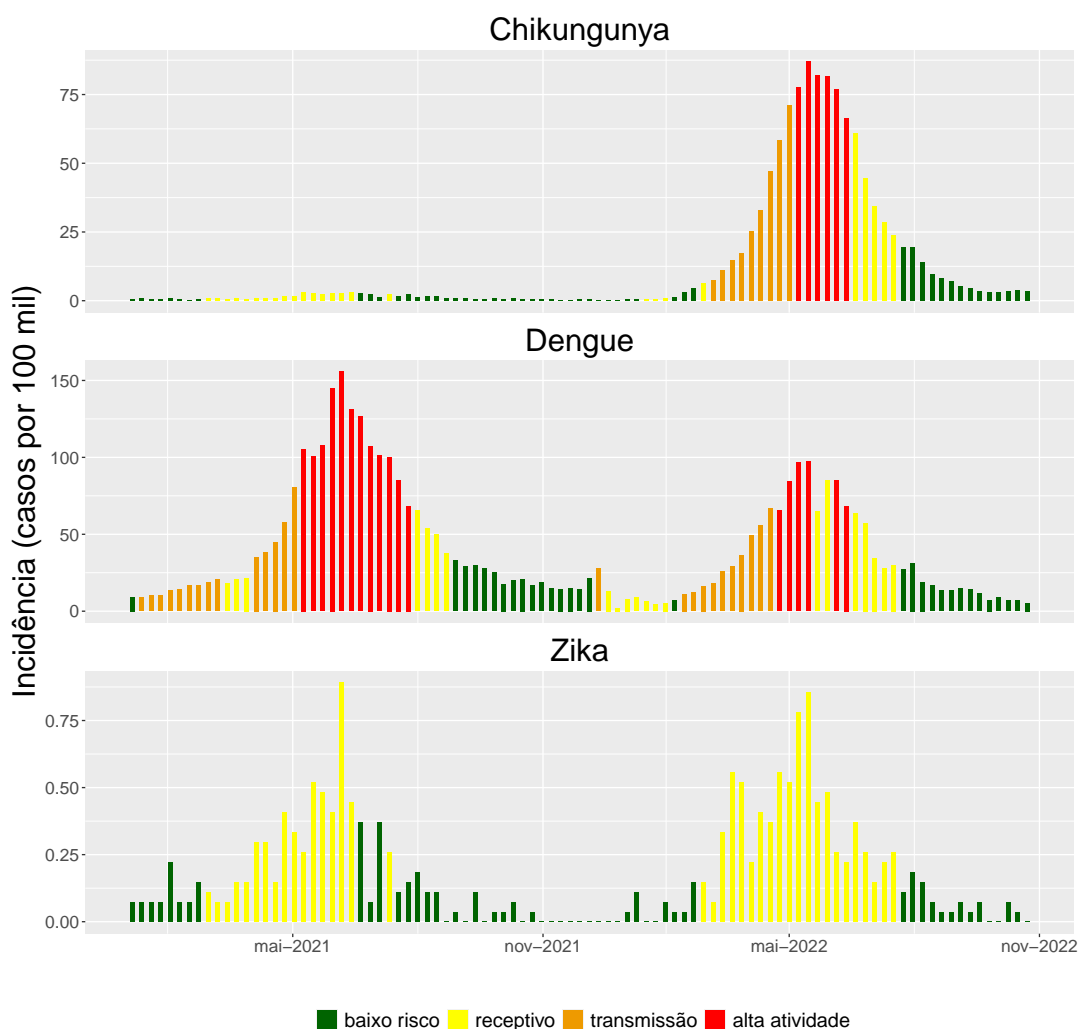 Chikungunya
75
50
25
0
Dengue
150
100
50
0
Zika
0.75
0.50
0.25
0.00
Incidência (casos por 100 mil)
mai−2021 nov−2021 mai−2022 nov−2022
baixo risco receptivo transmissão alta atividade